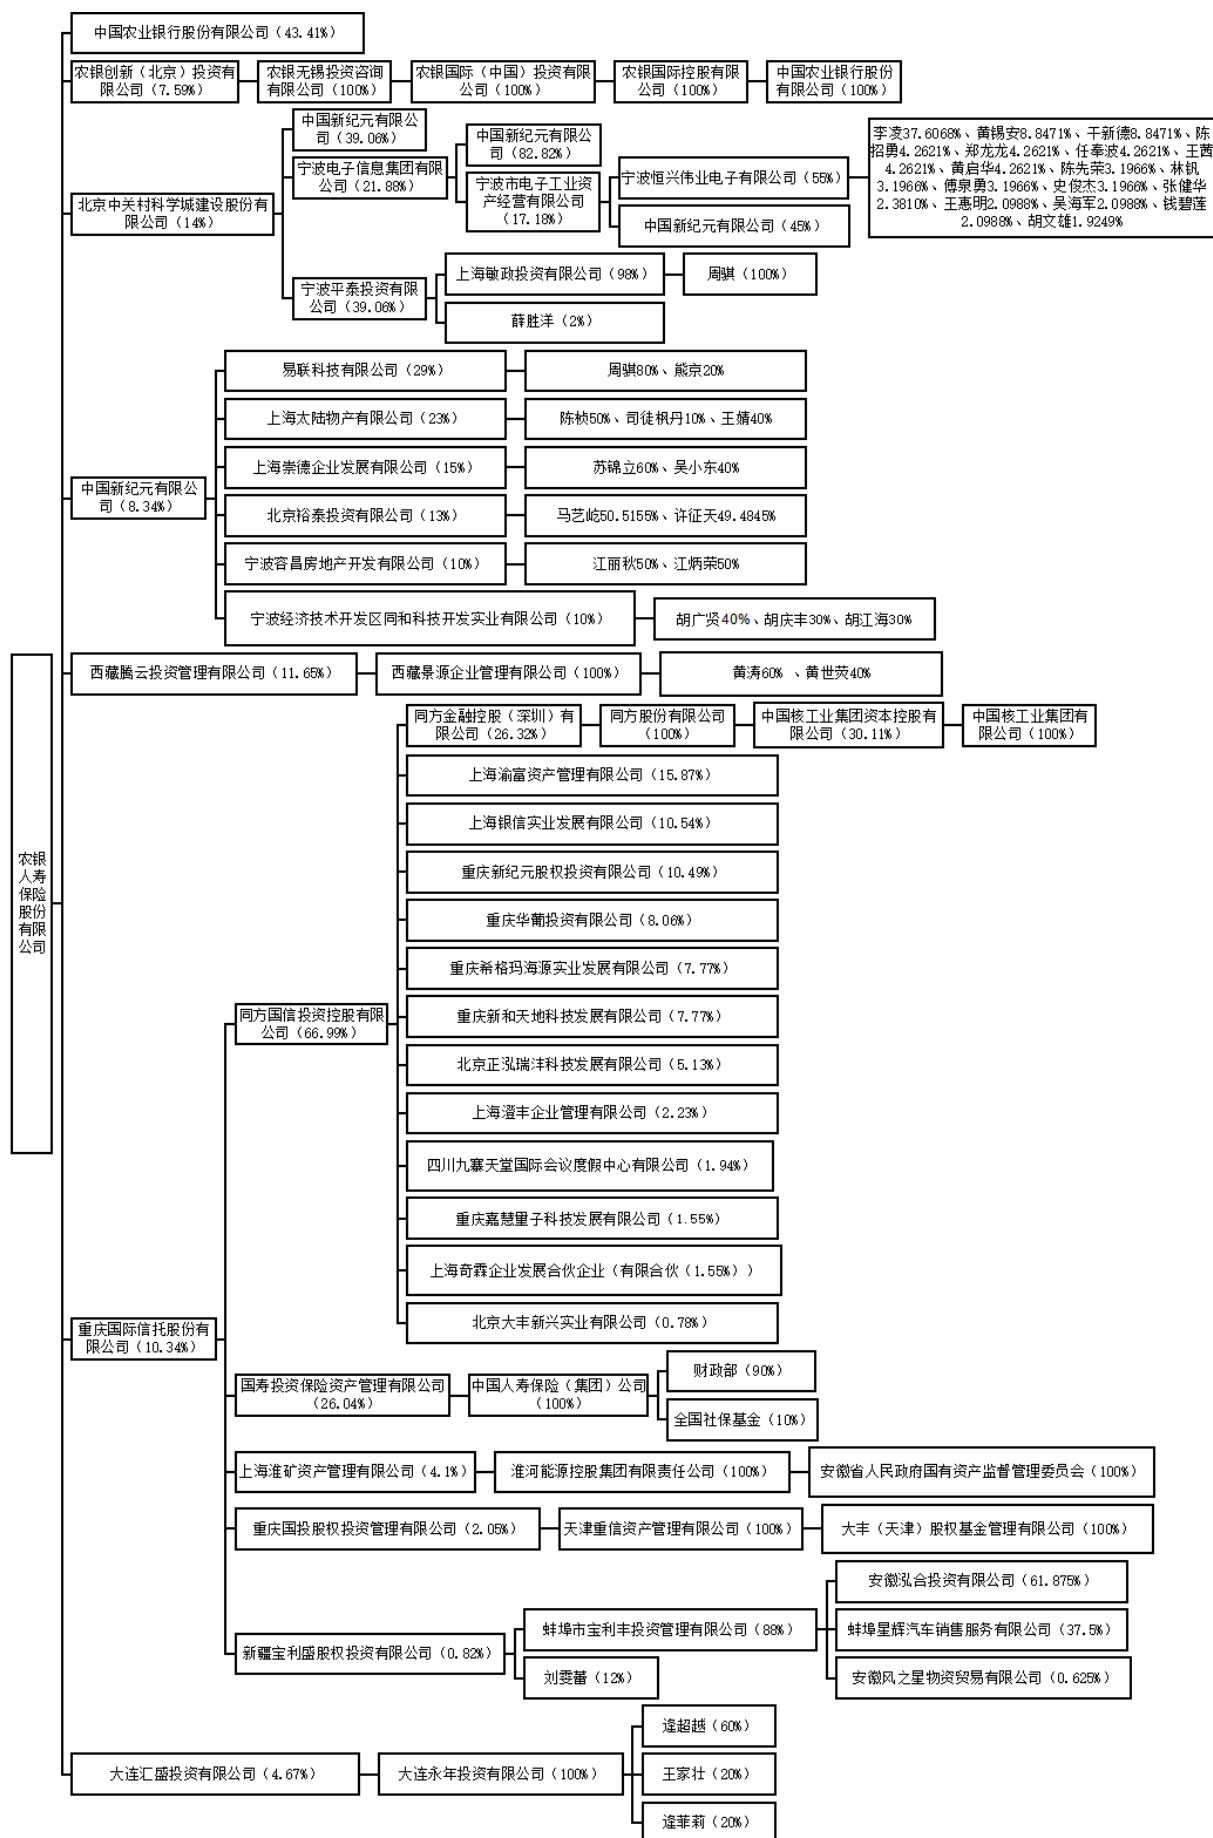 中国农业银行股份有限公司（43.41%）
农银创新（北京）投资有
限公司（7.59%）
农银无锡投资咨询
有限公司（100%）
农银国际（中国）投资有限公
司（100%）
农银国际控股有限
公司（100%）
中国农业银行股份
有限公司（100%）
北京中关村科学城建设股份有
限公司（14%）
中国新纪元有限公
司（39.06%）
宁波电子信息集团有限公
司（21.88%）
中国新纪元有限公司
（82.82%）
宁波市电子工业资
产经营有限公司
（17.18%）
宁波恒兴伟业电子有限公司（55%）
李凌37.6068%、黄锡安8.8471%、干新德8.8471%、陈
招勇4.2621%、郑龙龙4.2621%、任奉波4.2621%、王茜
4.2621%、黄启华4.2621%、陈先荣3.1966%、林钒
3.1966%、傅泉勇3.1966%、史俊杰3.1966%、张健华
2.3810%、王惠明2.0988%、吴海军2.0988%、钱碧莲
2.0988%、胡文雄1.9249%
中国新纪元有限公司（45%）
宁波平泰投资有限
公司（39.06%）
上海敏政投资有限公司（98%）
周骐（100%）
薛胜洋（2%）
中国新纪元有限公
司（8.34%）
易联科技有限公司（29%）
周骐80%、熊京20%
上海太陆物产有限公司（23%）
陈桢50%、司徒枫丹10%、王婧40%
上海崇德企业发展有限公司（15%）
苏锦立60%、吴小东40%
北京裕泰投资有限公司（13%）
马艺屹50.5155%、许征天49.4845%
宁波容昌房地产开发有限公司（10%）
江丽秋50%、江炳荣50%
宁波经济技术开发区同和科技开发实业有限公司（10%）
胡广贤40%、胡庆丰30%、胡江海30%
农银
人寿
保险
股份
有限
公司
西藏腾云投资管理有限公司（11.65%）
西藏景源企业管理有限公司（100%）
黄涛60% 、黄世荧40%
重庆国际信托股份有
限公司（10.34%）
同方国信投资控股有限
公司（66.99%）
同方金融控股（深圳）有
限公司（26.32%）
同方股份有限公司
（100%）
中国核工业集团资本控股有
限公司（30.11%）
中国核工业集团有
限公司（100%）
上海渝富资产管理有限公司（15.87%）
上海银信实业发展有限公司（10.54%）
重庆新纪元股权投资有限公司（10.49%）
重庆华葡投资有限公司（8.06%）
重庆希格玛海源实业发展有限公司（7.77%）
重庆新和天地科技发展有限公司（7.77%）
北京正泓瑞沣科技发展有限公司（5.13%）
上海澄丰企业管理有限公司（2.23%）
四川九寨天堂国际会议度假中心有限公司（1.94%）
重庆嘉慧量子科技发展有限公司（1.55%）
上海奇霖企业发展合伙企业（有限合伙（1.55%））
北京大丰新兴实业有限公司（0.78%）
国寿投资保险资产管理有限公司
（26.04%）
中国人寿保险（集团）公司
（100%）
财政部（90%）
全国社保基金（10%）
上海淮矿资产管理有限公司（4.1%）
淮河能源控股集团有限责任公司（100%）
安徽省人民政府国有资产监督管理委员会（100%）
重庆国投股权投资管理有限公司（2.05%）
天津重信资产管理有限公司（100%）
大丰（天津）股权基金管理有限公司（100%）
新疆宝利盛股权投资有限公司（0.82%）
蚌埠市宝利丰投资管理有限公司（88%）
安徽泓合投资有限公司（61.875%）
蚌埠星辉汽车销售服务有限公司（37.5%）
安徽风之星物资贸易有限公司（0.625%）
刘雯蕾（12%）
大连汇盛投资有限公司（4.67%）
大连永年投资有限公司（100%）
逄超越（60%）
王家壮（20%）
逄菲莉（20%）